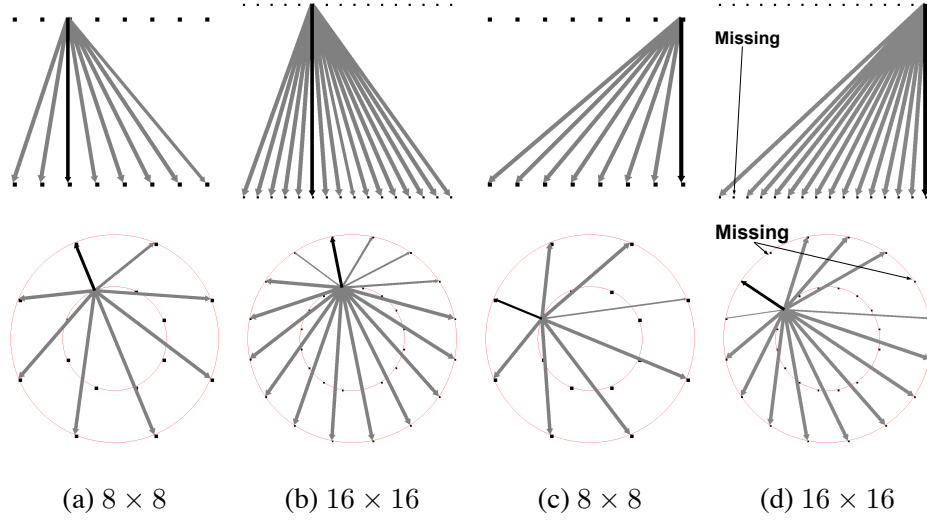 Missing
Missing
(a) 8 × 8
(b) 16 × 16
(c) 8 × 8
(d) 16 × 16